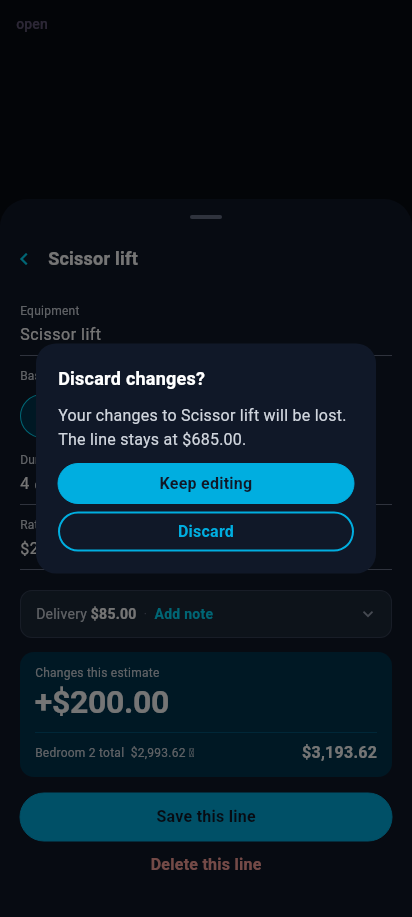 open
Scissor lift
Equipment
Scissor lift
Discard changes?
Your changes to Scissor lift will be lost.
The line stays at $685.00.
Keep editing
Discard
4
Delivery $85.00 · Add note
Changes this estimate
+$200.00
Bedroom 2 total $2,993.62
$3,193.62
Save this line
Delete this line